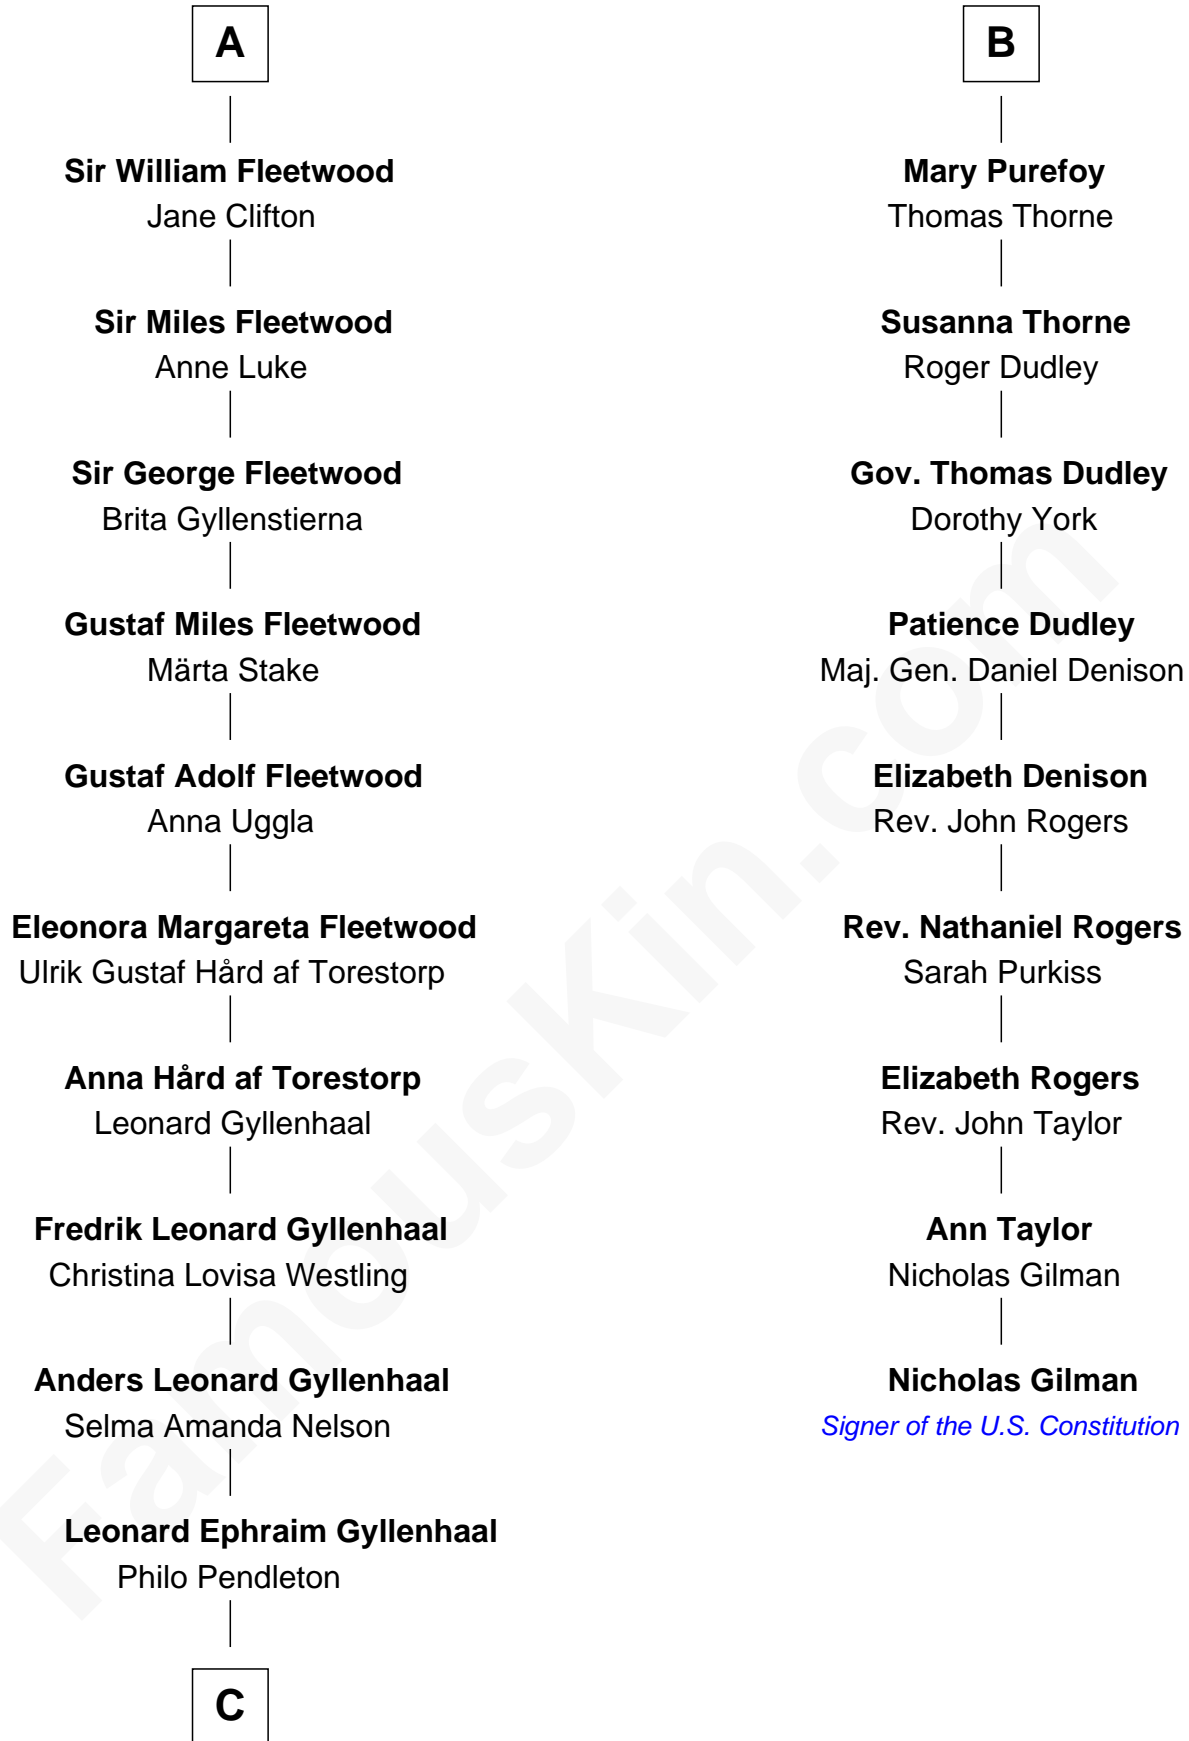 A
Sir William Fleetwood
Jane Clifton
Sir Miles Fleetwood
Anne Luke
Sir George Fleetwood
Brita Gyllenstierna
Gustaf Miles Fleetwood
Märta Stake
Gustaf Adolf Fleetwood
Anna Uggla
Eleonora Margareta Fleetwood
Ulrik Gustaf Hård af Torestorp
Anna Hård af Torestorp
Leonard Gyllenhaal
Fredrik Leonard Gyllenhaal
Christina Lovisa Westling
Anders Leonard Gyllenhaal
Selma Amanda Nelson
Leonard Ephraim Gyllenhaal
Philo Pendleton
C
B
Mary Purefoy
Thomas Thorne
Susanna Thorne
Roger Dudley
Gov. Thomas Dudley
Dorothy York
Patience Dudley
Maj. Gen. Daniel Denison
Elizabeth Denison
Rev. John Rogers
Rev. Nathaniel Rogers
Sarah Purkiss
Elizabeth Rogers
Rev. John Taylor
Ann Taylor
Nicholas Gilman
Nicholas Gilman
Signer of the U.S. Constitution
FamousKin.com